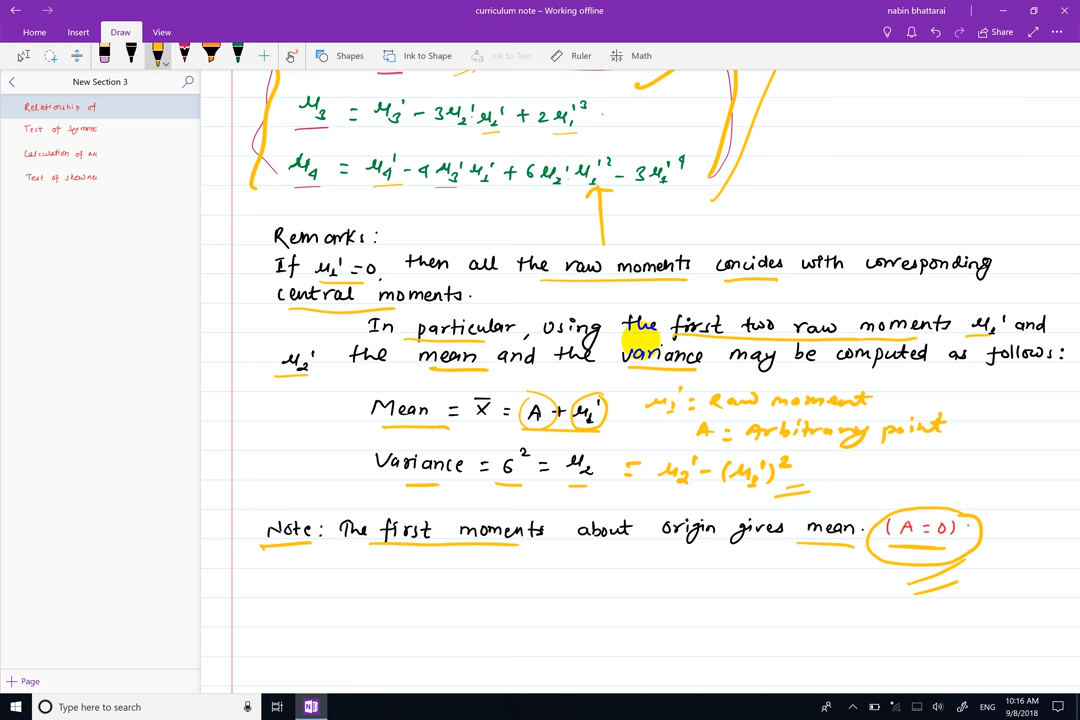 curriculum note – Working offline
nabin bhattarai
Home Insert Draw View
Share
Shapes Ink to Shape Ink to Text Ruler Math
New Section 3
Relationship of
Test of Symme
Calculation of
Test of skewne
μ₃ = μ₃' - 3μ₂'μ₁' + 2μ₁'³
μ₄ = μ₄' - 4μ₃'μ₁' + 6μ₂'μ₁'² - 3μ₁'⁴
Remarks:
If μ₁' = 0, then all the raw moments concides with corresponding
central moments.
In particular, using the first two raw moments μ₁' and
μ₂' the mean and the variance may be computed as follows:
Mean = x̄ = A + μ₁' μ₁' = Raw moment
A = Arbitrary point
Variance = σ² = μ₂ = μ₂' - (μ₁')²
Note: The first moments about origin gives mean. (A = 0)
+ Page
Type here to search
ENG
10:16 AM
9/8/2018